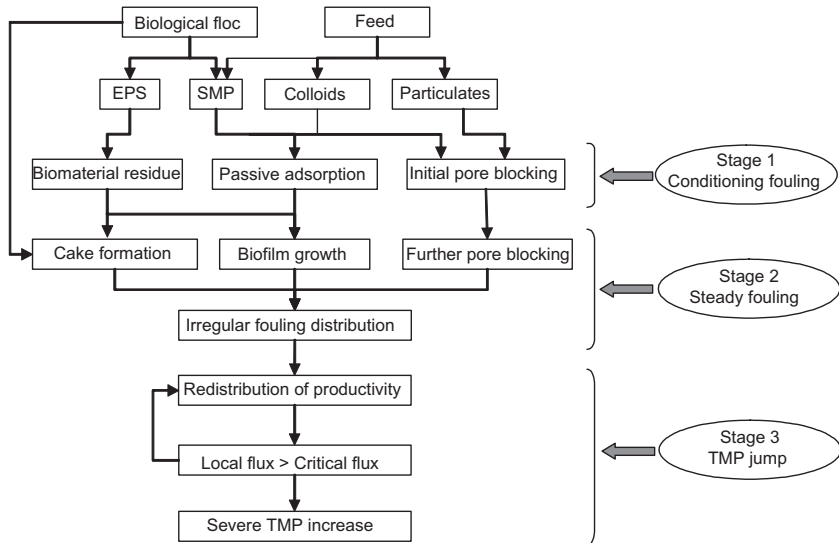 Biological floc
Feed
EPS
SMP
Colloids
Particulates
Biomaterial residue
Passive adsorption
Initial pore blocking
Stage 1
Conditioning fouling
Cake formation
Biofilm growth
Further pore blocking
Stage 2
Steady fouling
Irregular fouling distribution
Redistribution of productivity
Local flux > Critical flux
Stage 3
TMP jump
Severe TMP increase